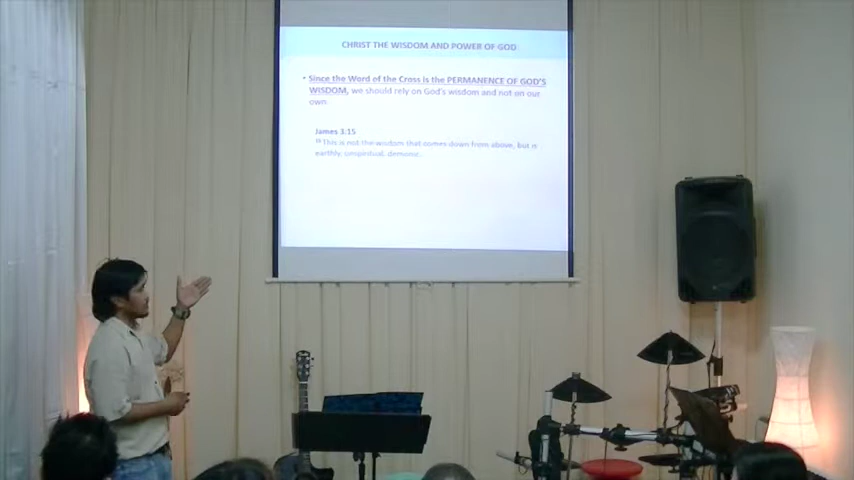 CHRIST THE WISDOM AND POWER OF GOD
• Since the Word of the Cross is the PERMANENCE OF GOD'S
WISDOM, we should rely on God's wisdom and not on our
own.
James 3.15
15 This is not the wisdom that comes down from above, but is
earthly, unspiritual, demonic.